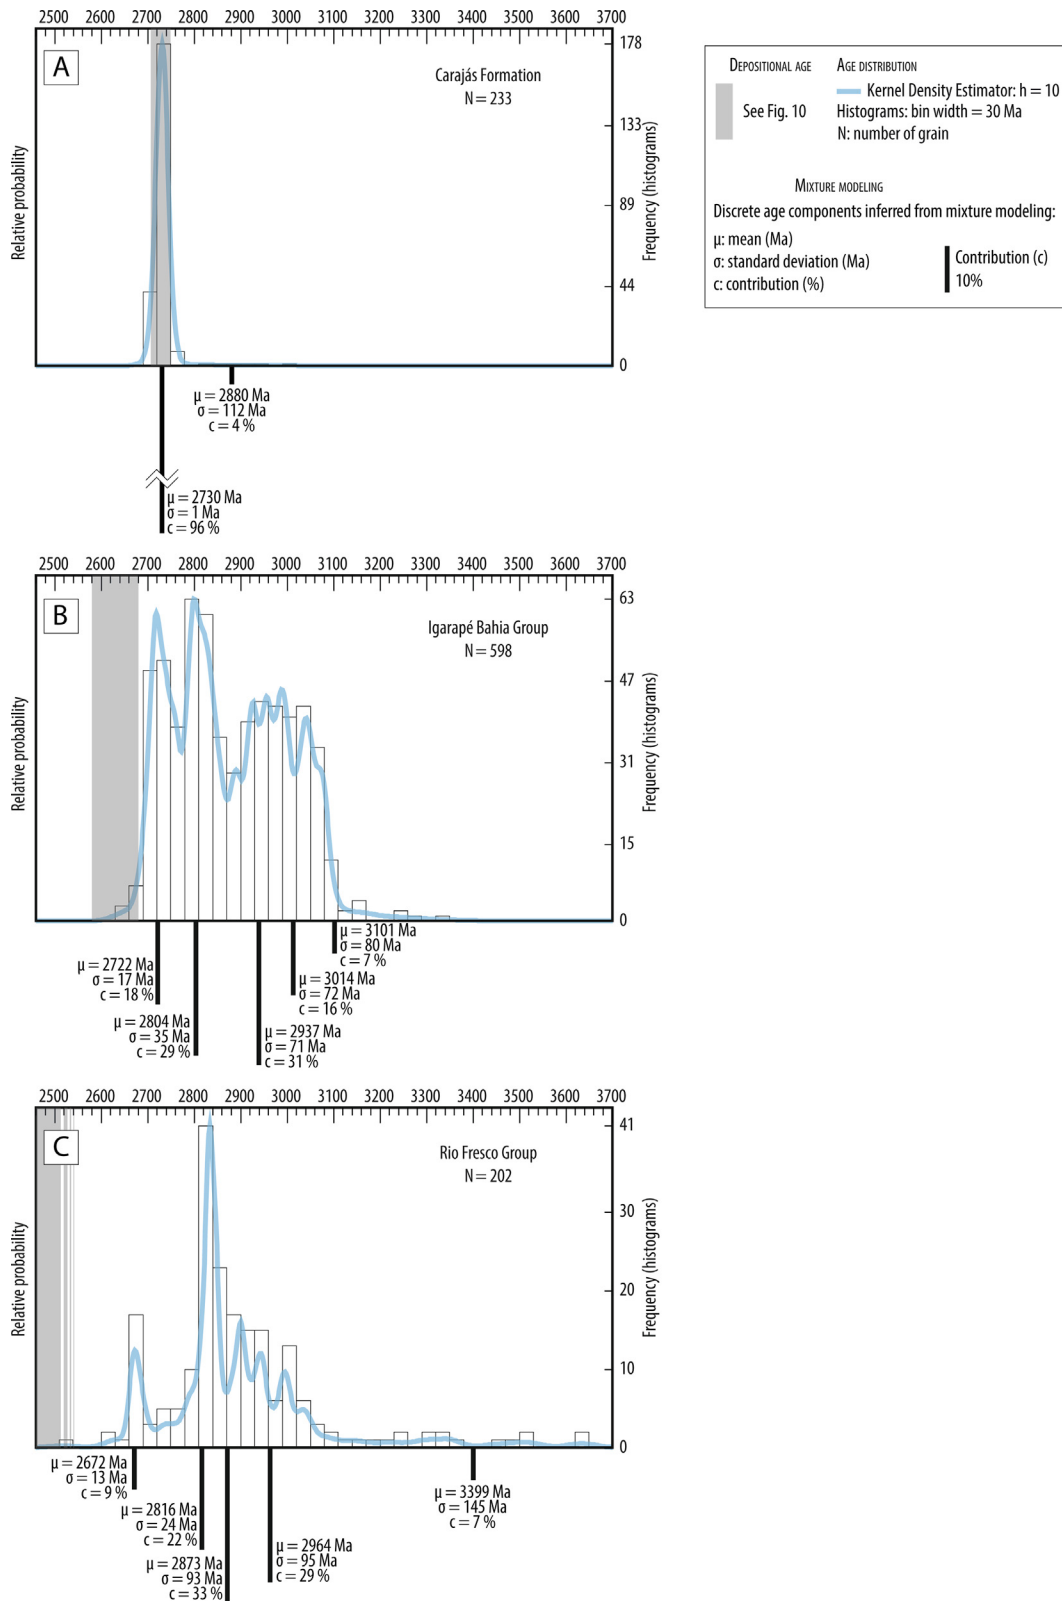 2500 2600 2700 2800 2900 3000 3100 3200 3300 3400 3500 3600 3700
A
Carajás Formation
N = 233
178
133
89
44
0
Relative probability
Frequency (histograms)
μ = 2880 Ma
σ = 112 Ma
c = 4 %
μ = 2730 Ma
σ = 1 Ma
c = 96 %
DEPOSITIONAL AGE
See Fig. 10
AGE DISTRIBUTION
Kernel Density Estimator: h = 10
Histograms: bin width = 30 Ma
N: number of grain
MIXTURE MODELING
Discrete age components inferred from mixture modeling:
μ: mean (Ma)
σ: standard deviation (Ma)
c: contribution (%)
Contribution (c)
10%
2500 2600 2700 2800 2900 3000 3100 3200 3300 3400 3500 3600 3700
B
Igarapé Bahia Group
N = 598
63
47
31
15
0
Relative probability
Frequency (histograms)
μ = 2722 Ma
σ = 17 Ma
c = 18 %
μ = 2804 Ma
σ = 35 Ma
c = 29 %
μ = 2937 Ma
σ = 71 Ma
c = 31 %
μ = 3014 Ma
σ = 72 Ma
c = 16 %
μ = 3101 Ma
σ = 80 Ma
c = 7 %
2500 2600 2700 2800 2900 3000 3100 3200 3300 3400 3500 3600 3700
C
Rio Fresco Group
N = 202
41
30
20
10
0
Relative probability
Frequency (histograms)
μ = 2672 Ma
σ = 13 Ma
c = 9 %
μ = 2816 Ma
σ = 24 Ma
c = 22 %
μ = 2873 Ma
σ = 93 Ma
c = 33 %
μ = 2964 Ma
σ = 95 Ma
c = 29 %
μ = 3399 Ma
σ = 145 Ma
c = 7 %